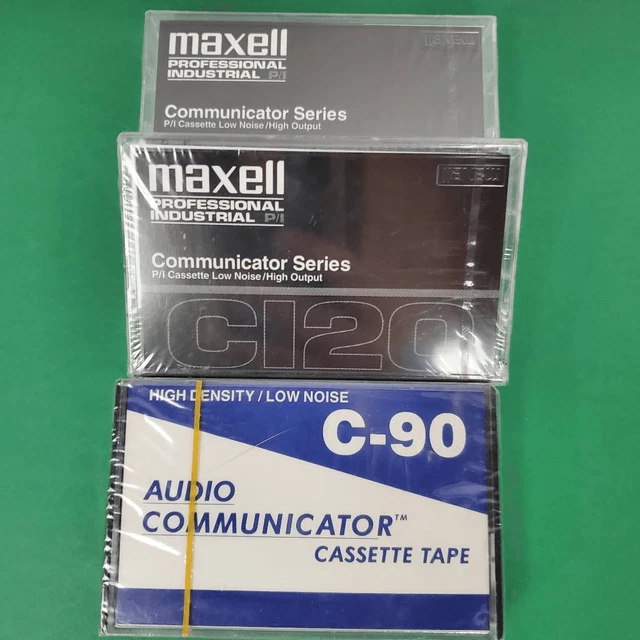 maxell
PROFESSIONAL
INDUSTRIAL P/I
Communicator Series
P/I Cassette Low Noise/High Output
maxell
PROFESSIONAL
INDUSTRIAL P/I
Communicator Series
P/I Cassette Low Noise/High Output
C120
HIGH DENSITY/LOW NOISE
C-90
AUDIO
COMMUNICATOR™
CASSETTE TAPE